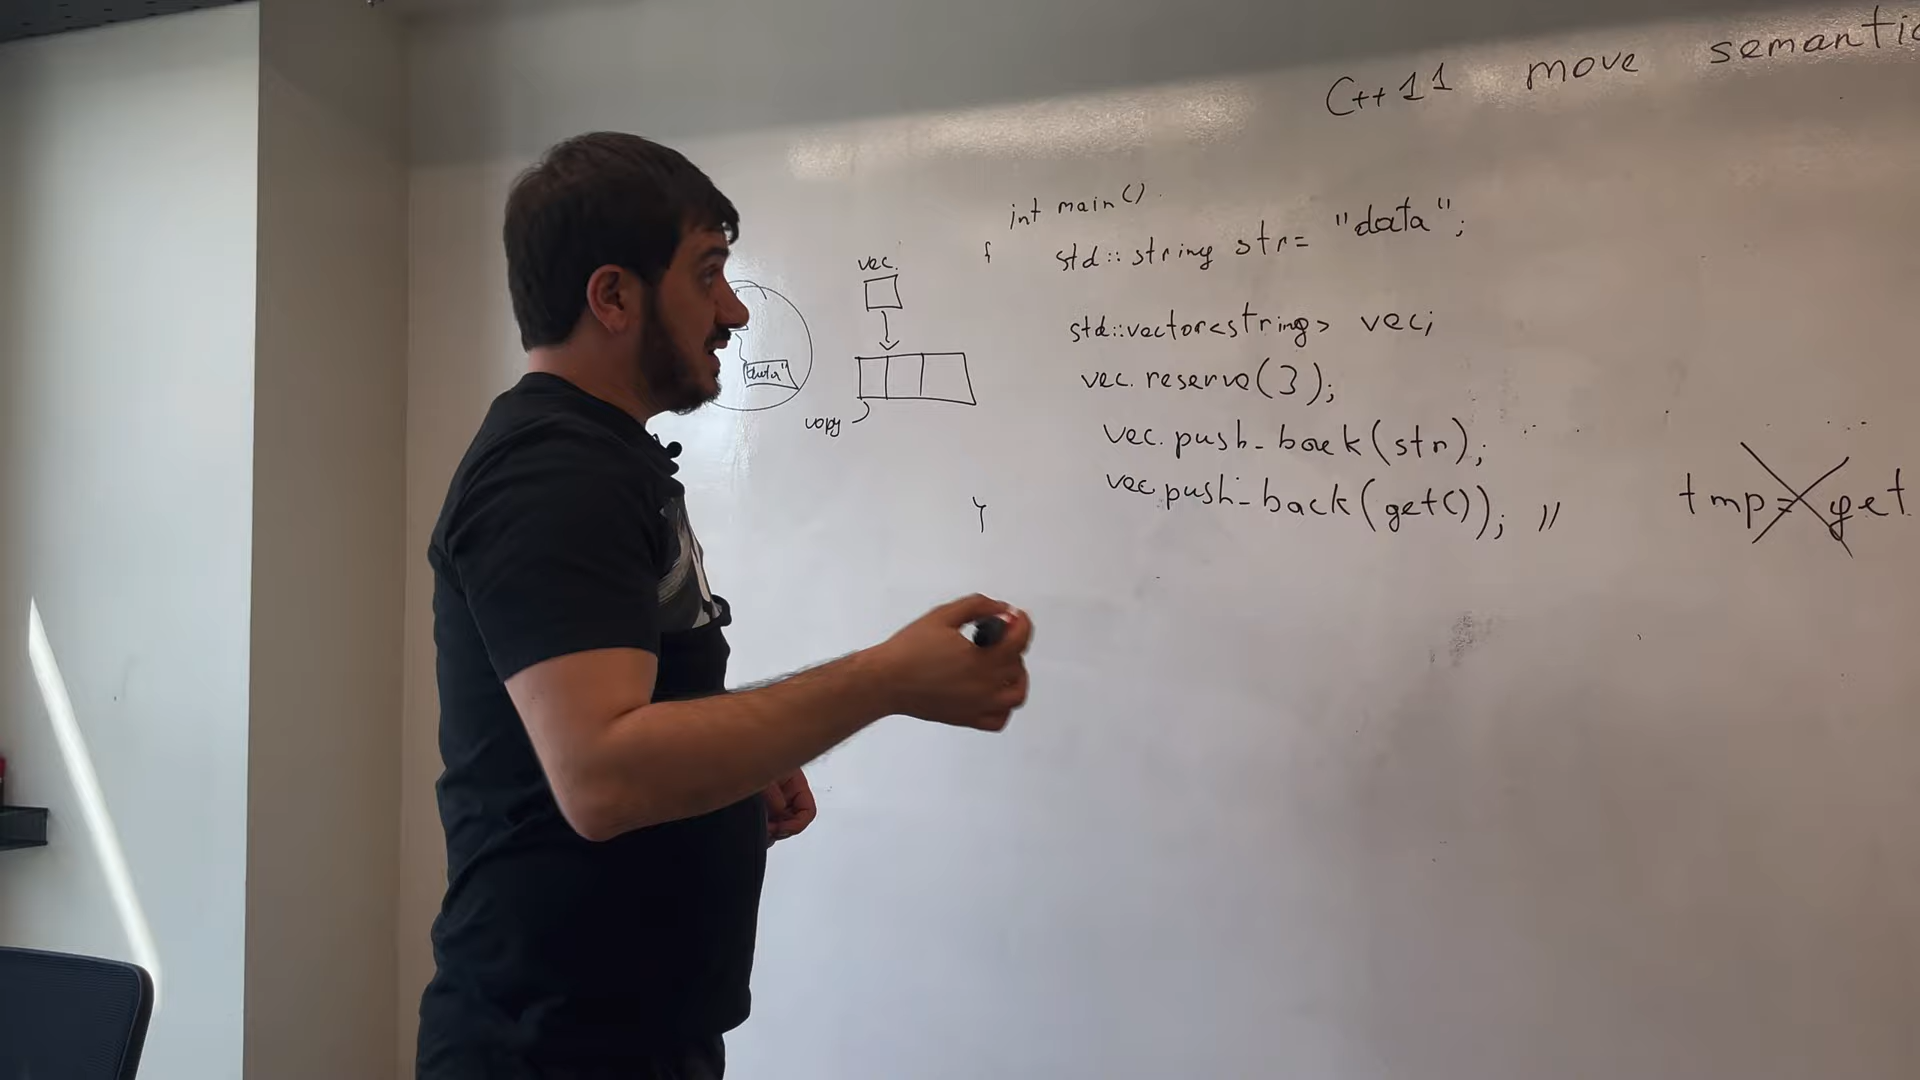 C++11 move semantic
int main()
{
std::string str= "data";
std::vector<string> vec;
vec.reserve(3);
vec.push_back(str);
vec.push_back(get()); // tmp= get
}
vec.
"data"
copy